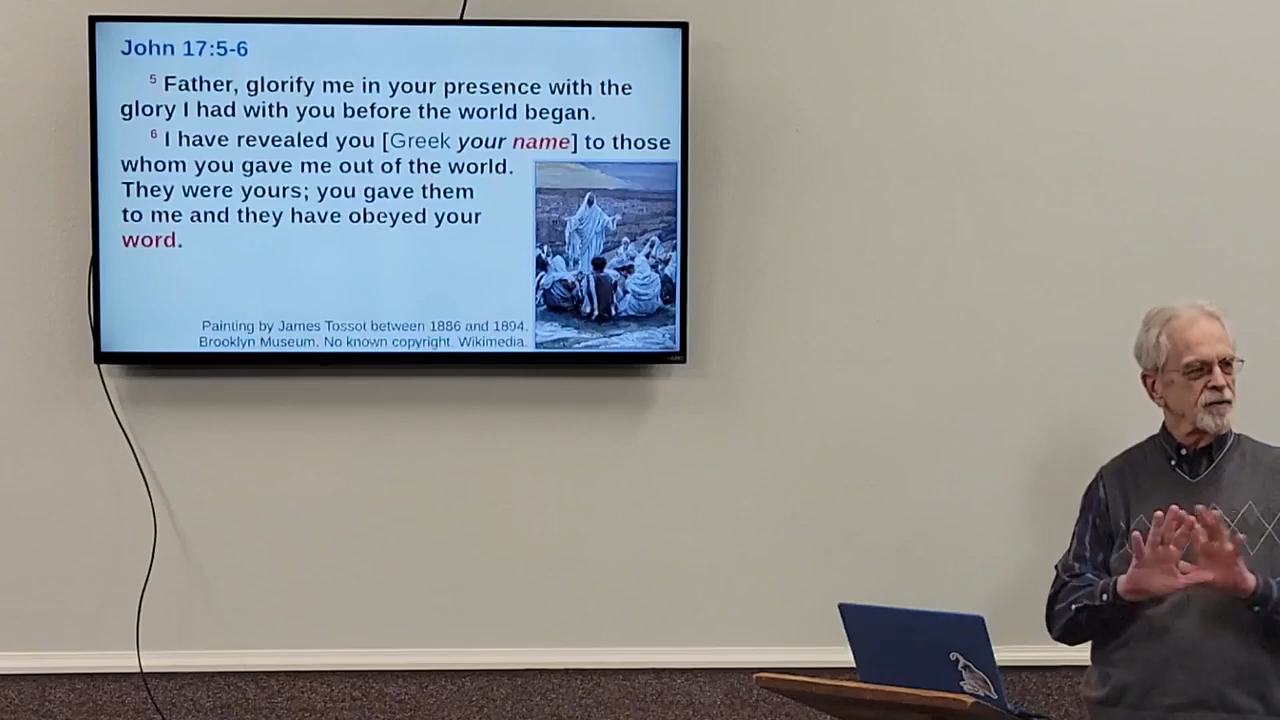 John 17:5-6
5 Father, glorify me in your presence with the
glory I had with you before the world began.
6 I have revealed you [Greek your name] to those
whom you gave me out of the world.
They were yours; you gave them
to me and they have obeyed your
word.
Painting by James Tossot between 1886 and 1894.
Brooklyn Museum. No known copyright. Wikimedia.